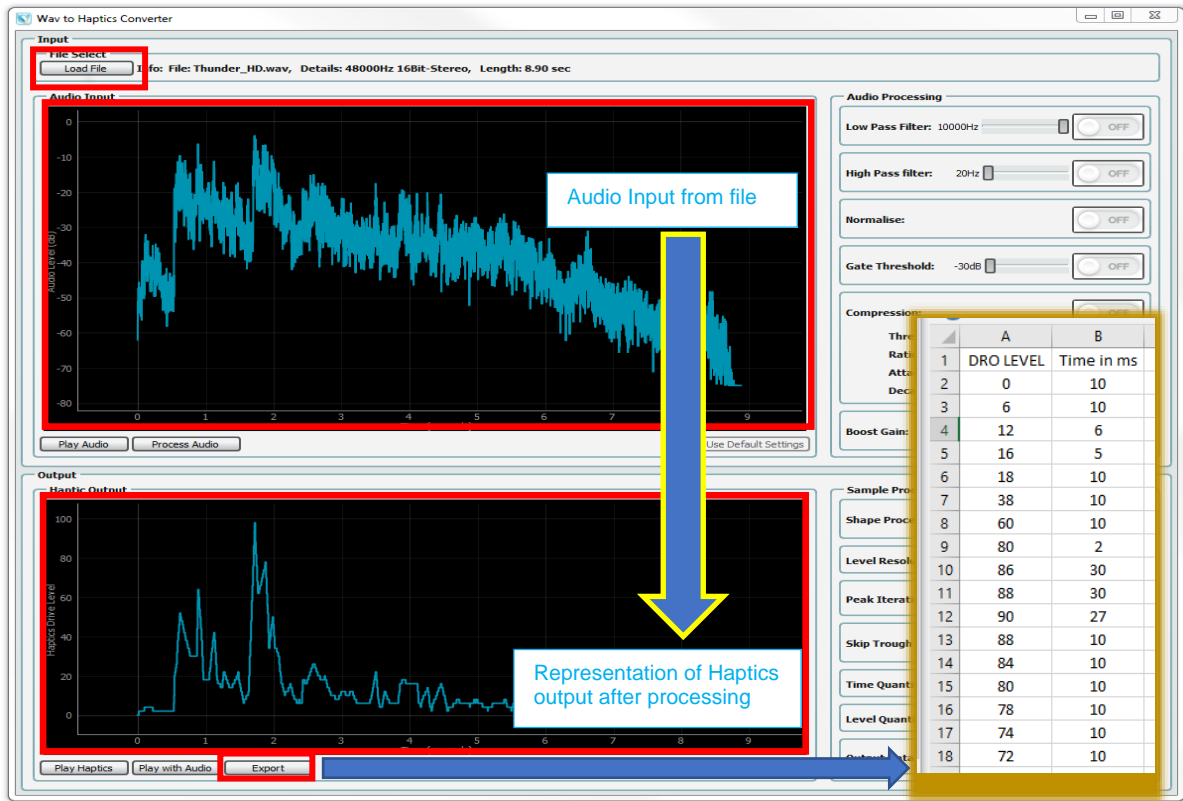 Wav to Haptics Converter
Input
File Select
Load File
Info: File: Thunder_HD.wav, Details: 48000Hz 16Bit-Stereo, Length: 8.90 sec
Audio Input
0
-10
-20
-30
-40
-50
-60
-70
-80
Audio Level (dB)
0 1 2 3 4 5 6 7 8 9
Audio Input from file
Play Audio
Process Audio
Use Default Settings
Audio Processing
Low Pass Filter: 10000Hz OFF
High Pass filter: 20Hz OFF
Normalise: OFF
Gate Threshold: -30dB OFF
Compression: OFF
Boost Gain:
Output
Haptic Output
100
80
60
40
20
0
Haptics Drive Level
0 1 2 3 4 5 6 7 8 9
Representation of Haptics
output after processing
Play Haptics
Play with Audio
Export
Sample Pro
Shape Proce
Level Resol
Peak Iterat
Skip Trough
Time Quant
Level Quant
A B
1 DRO LEVEL Time in ms
2 0 10
3 6 10
4 12 6
5 16 5
6 18 10
7 38 10
8 60 10
9 80 2
10 86 30
11 88 30
12 90 27
13 88 10
14 84 10
15 80 10
16 78 10
17 74 10
18 72 10